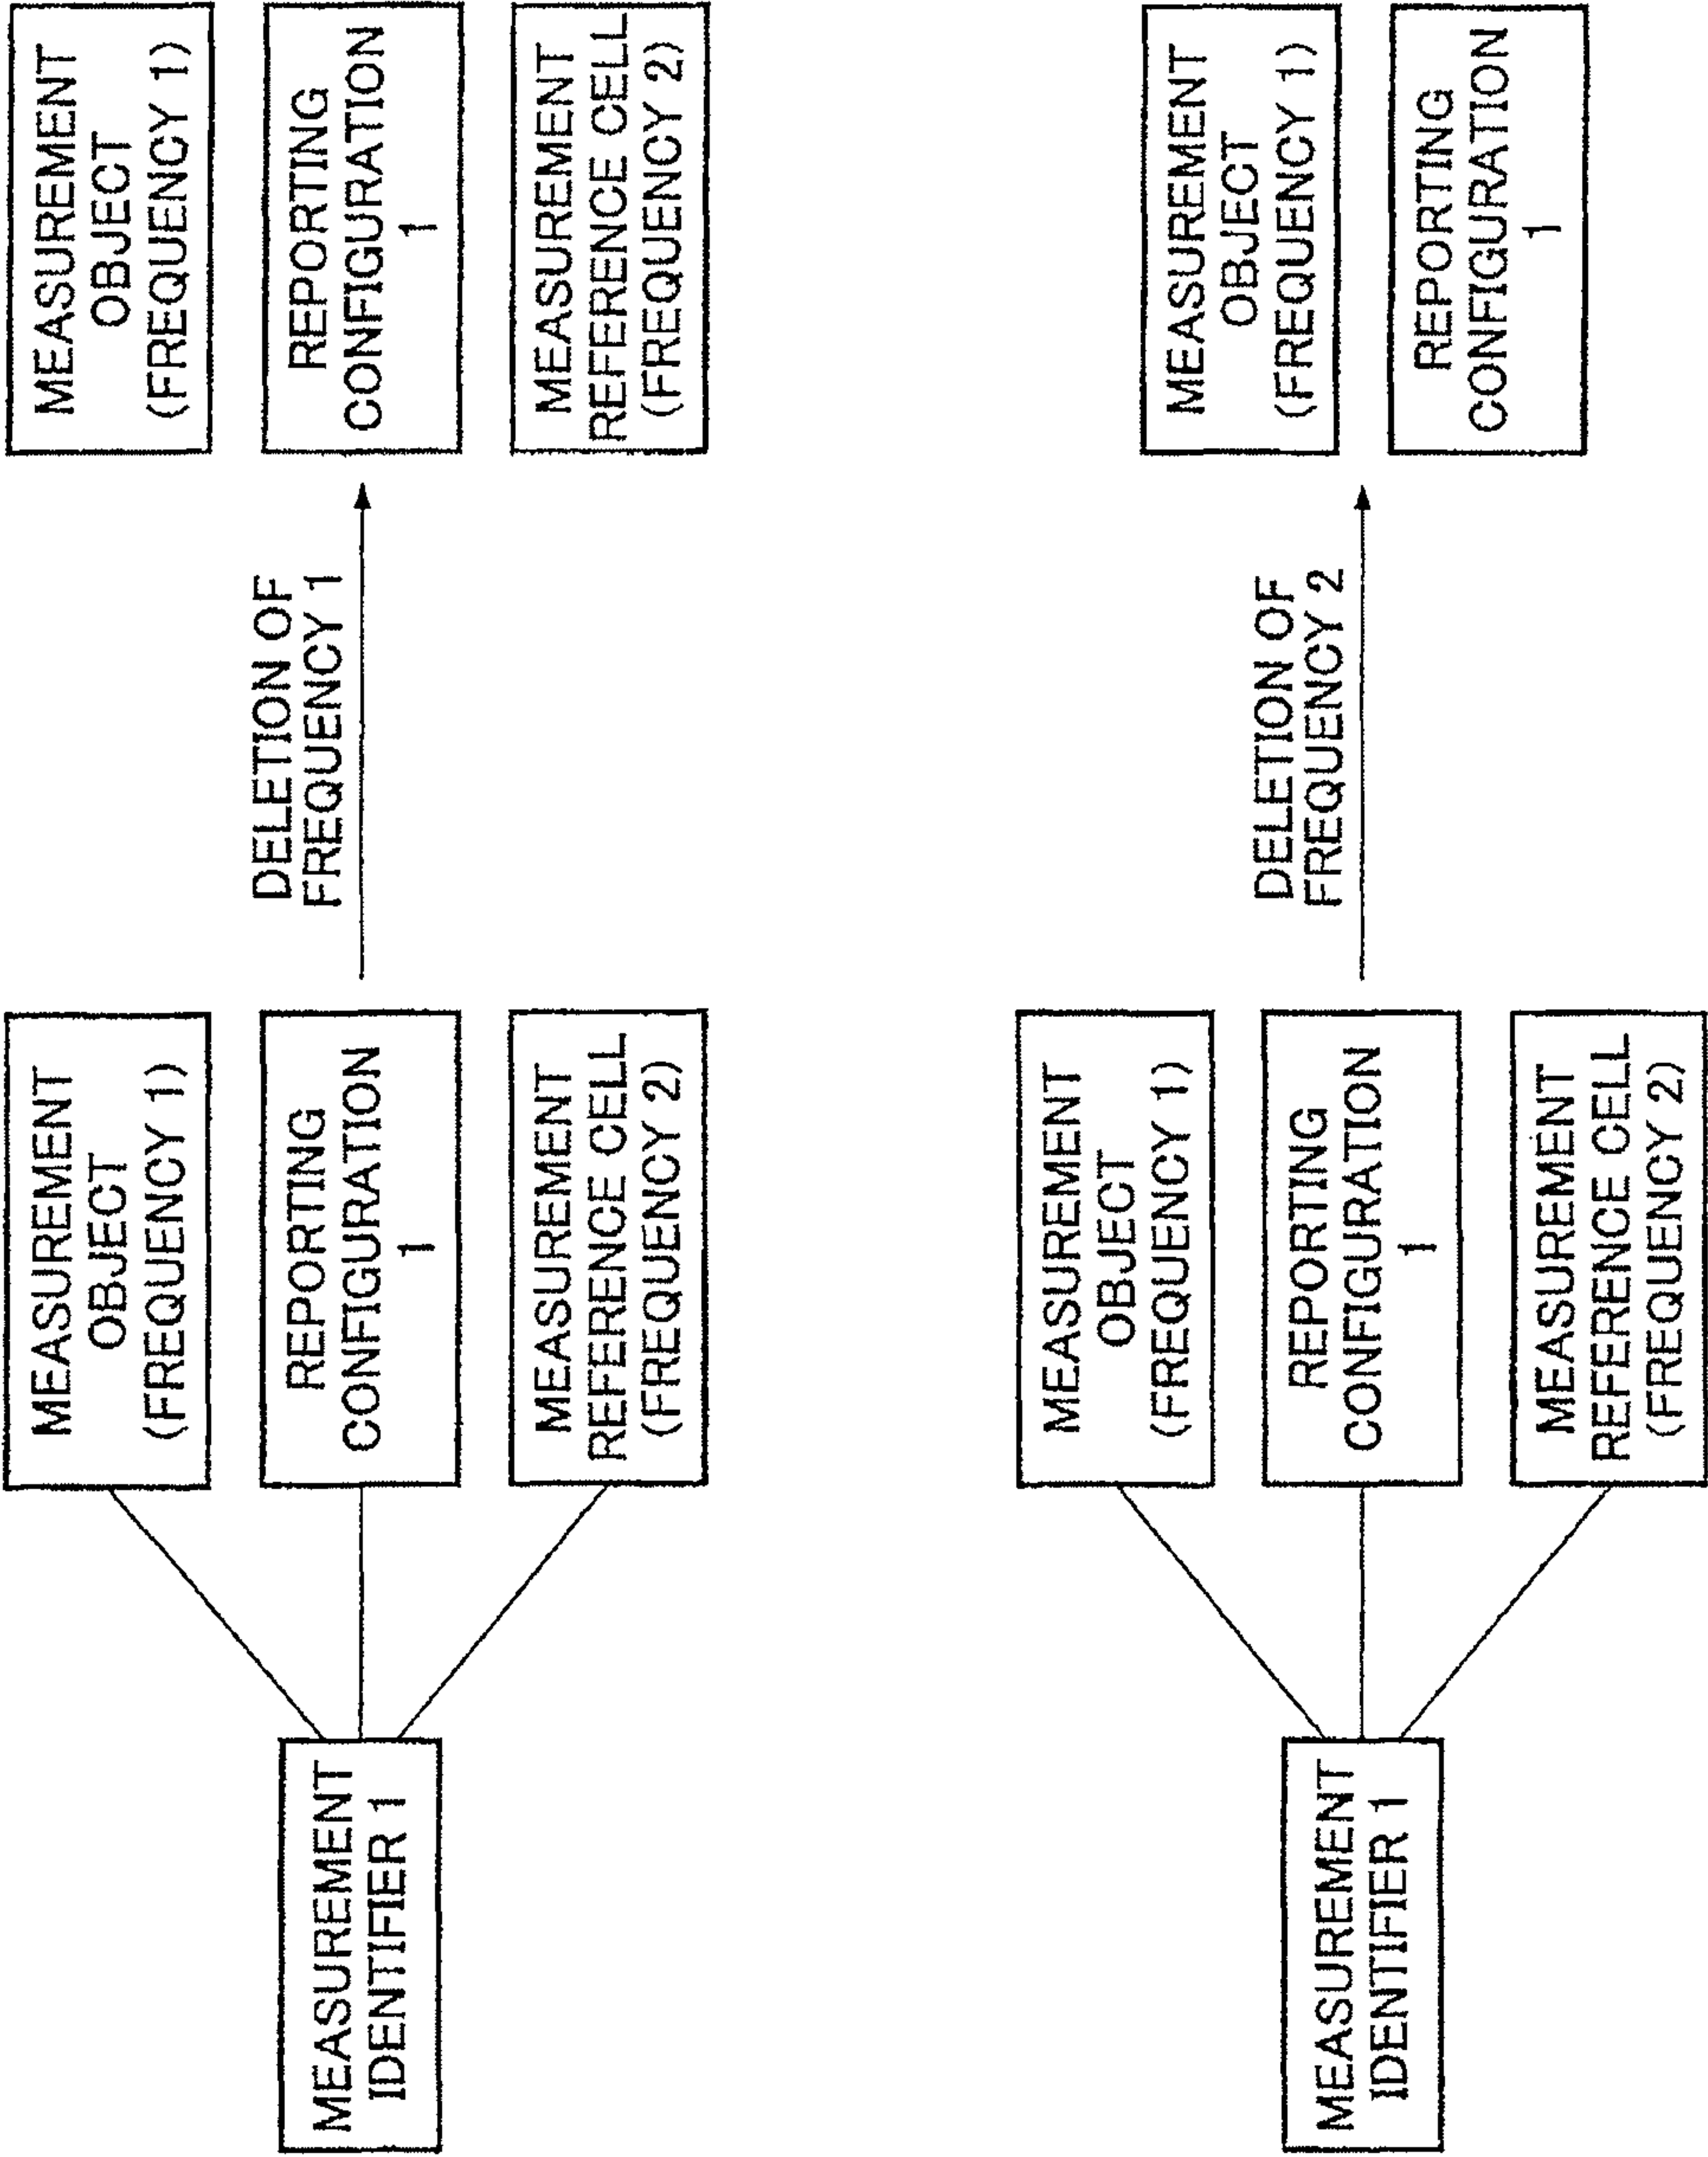 MEASUREMENT
IDENTIFIER 1
MEASUREMENT
OBJECT
(FREQUENCY 1)
REPORTING
CONFIGURATION
1
MEASUREMENT
REFERENCE CELL
(FREQUENCY 2)
DELETION OF
FREQUENCY 1
MEASUREMENT
OBJECT
(FREQUENCY 1)
REPORTING
CONFIGURATION
1
MEASUREMENT
REFERENCE CELL
(FREQUENCY 2)
MEASUREMENT
IDENTIFIER 1
MEASUREMENT
OBJECT
(FREQUENCY 1)
REPORTING
CONFIGURATION
1
MEASUREMENT
REFERENCE CELL
(FREQUENCY 2)
DELETION OF
FREQUENCY 2
MEASUREMENT
OBJECT
(FREQUENCY 1)
REPORTING
CONFIGURATION
1